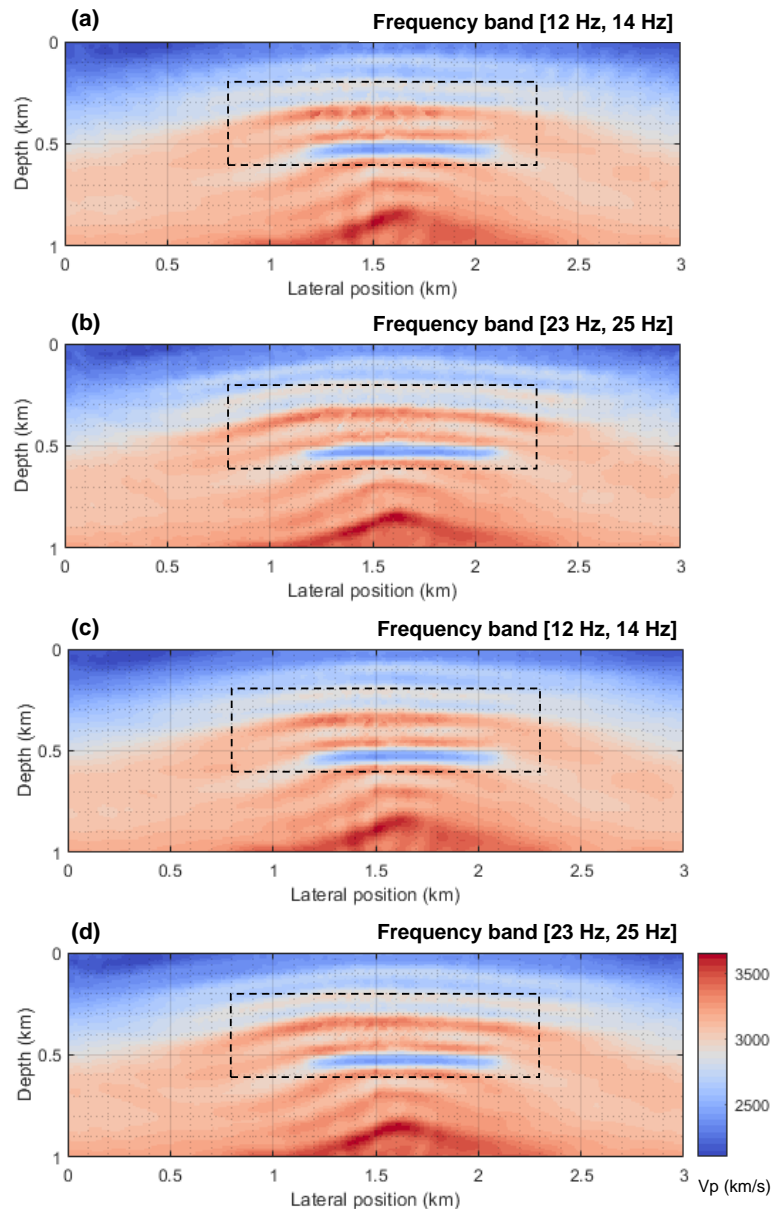 (a) Frequency band [12 Hz, 14 Hz]
0
0.5
1
Depth (km)
0 0.5 1 1.5 2 2.5 3
Lateral position (km)
(b) Frequency band [23 Hz, 25 Hz]
0
0.5
1
Depth (km)
0 0.5 1 1.5 2 2.5 3
Lateral position (km)
(c) Frequency band [12 Hz, 14 Hz]
0
0.5
1
Depth (km)
0 0.5 1 1.5 2 2.5 3
Lateral position (km)
(d) Frequency band [23 Hz, 25 Hz]
0
0.5
1
Depth (km)
0 0.5 1 1.5 2 2.5 3
Lateral position (km)
3500
3000
2500
Vp (km/s)